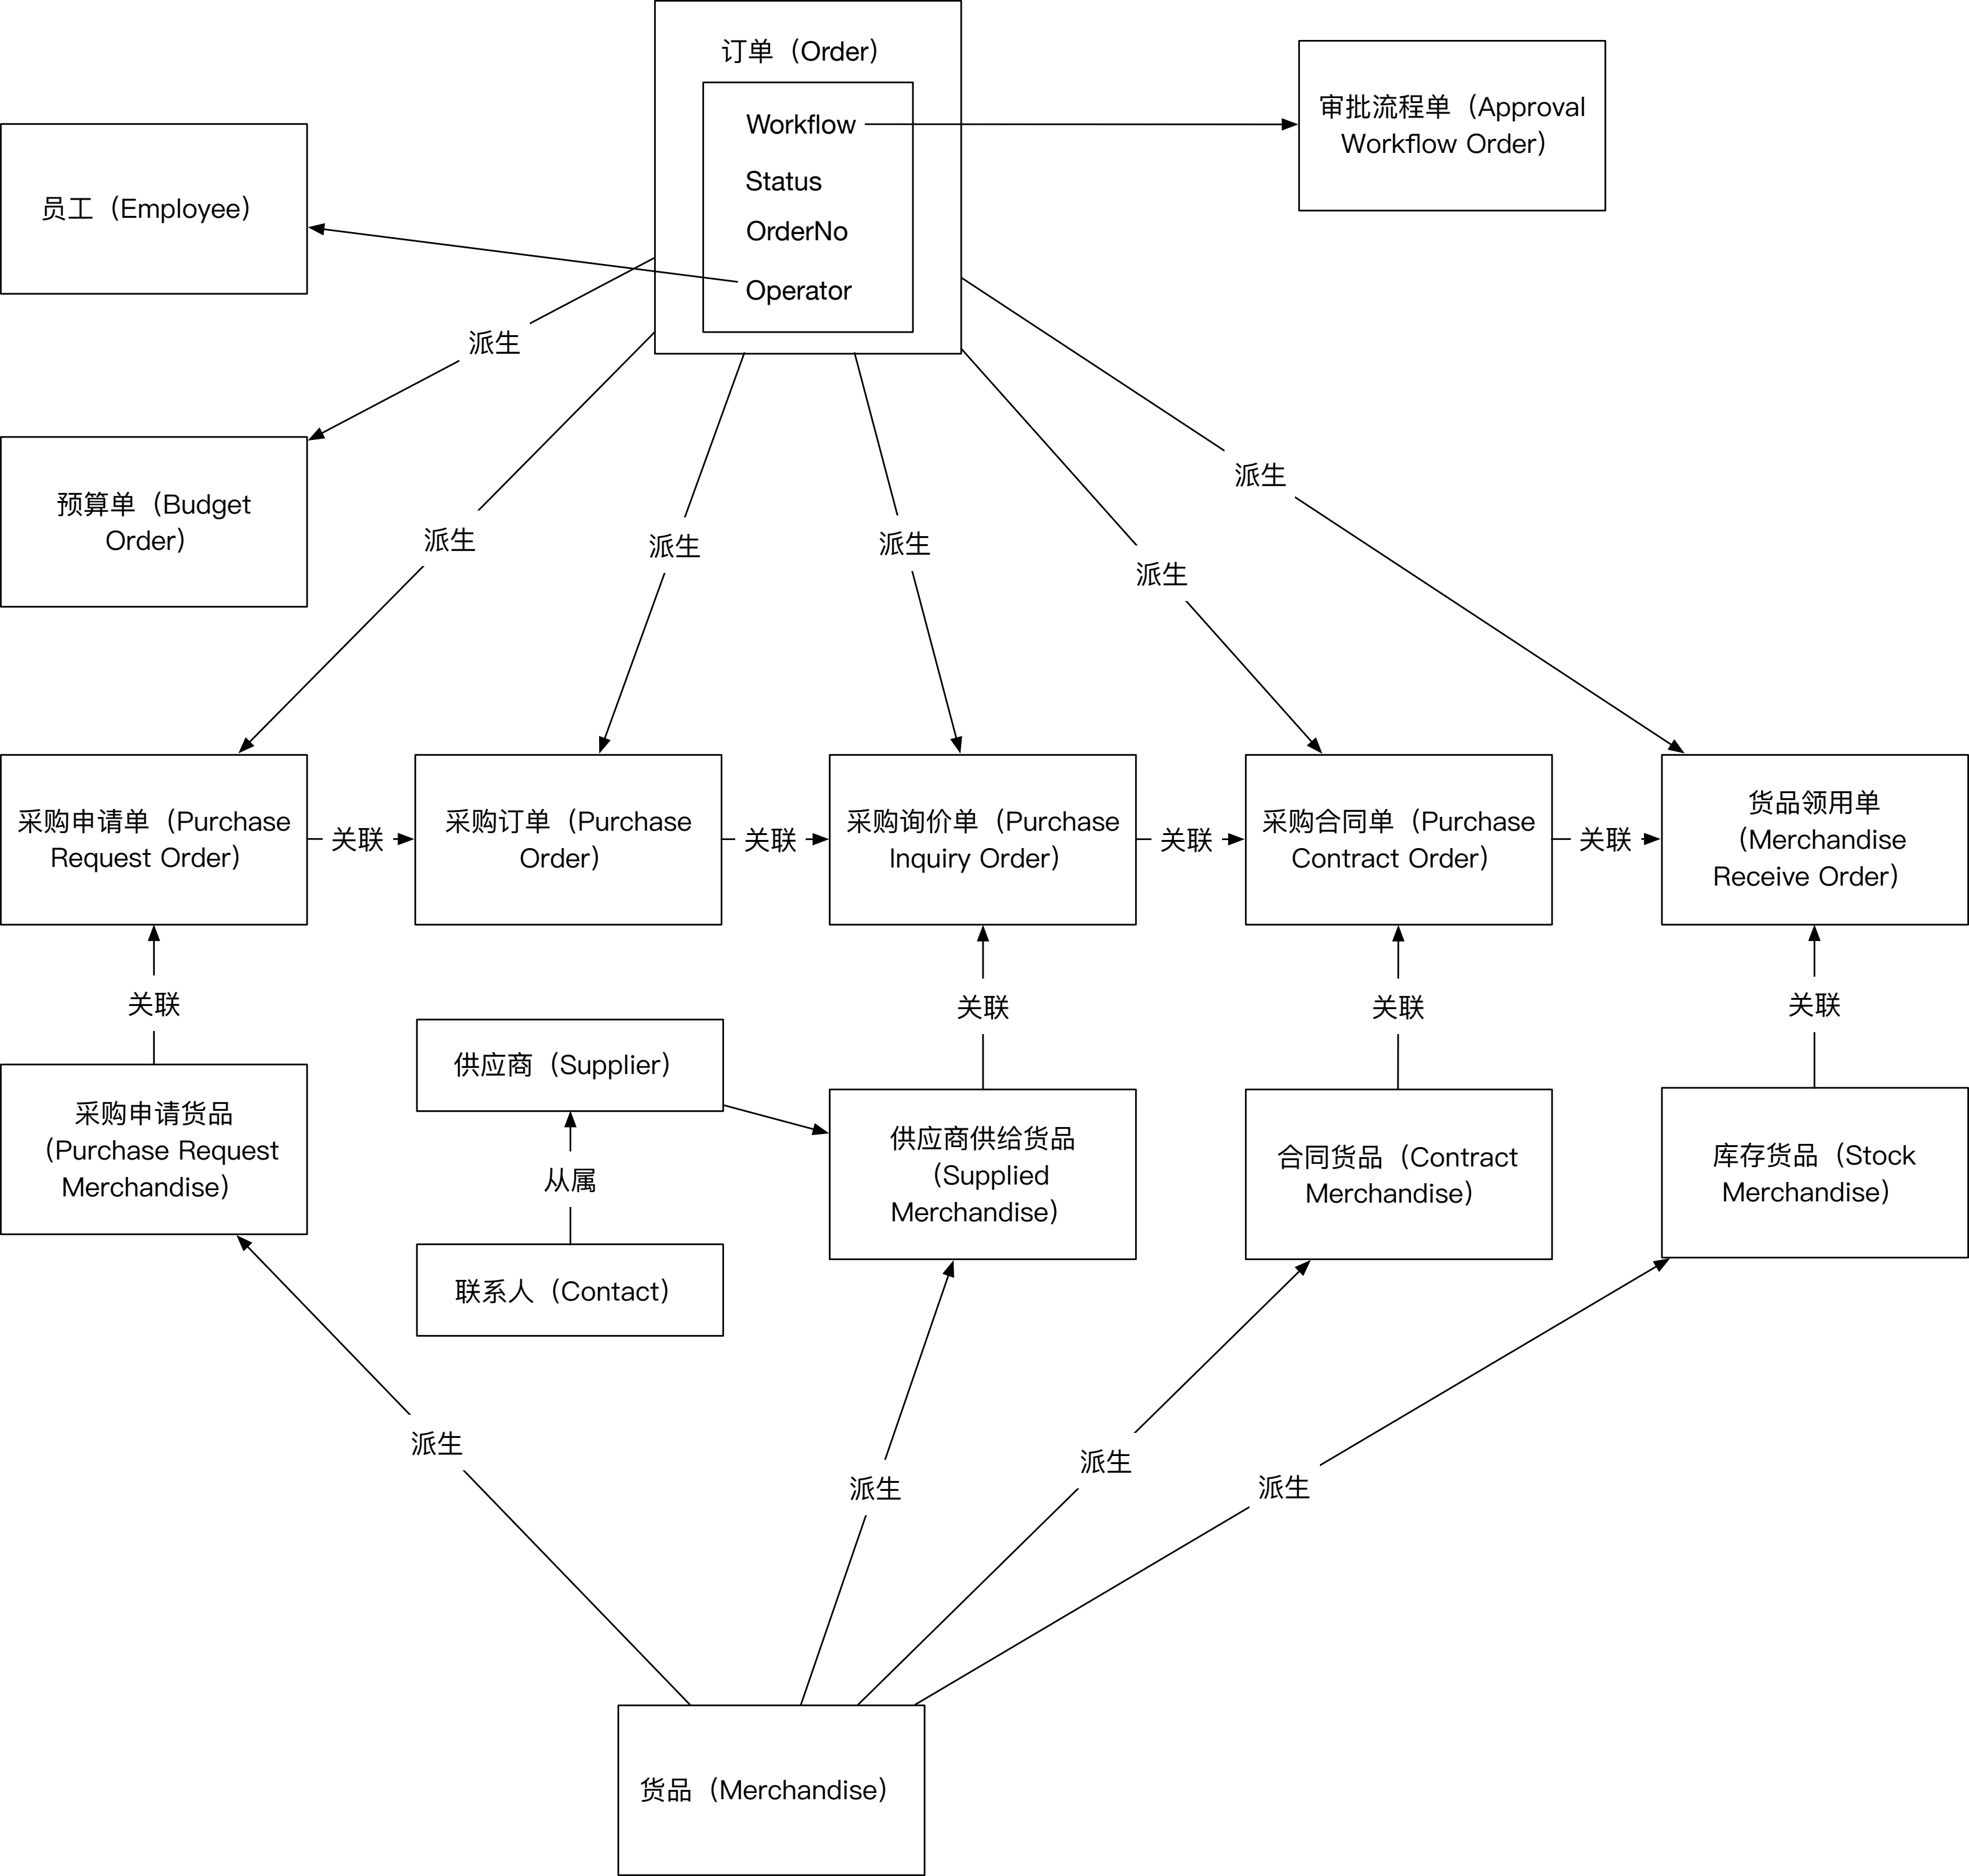 订单（Order）
Workflow
Status
OrderNo
Operator
审批流程单（Approval
Workflow Order）
员工（Employee）
派生
预算单（Budget
Order）
派生
派生
派生
派生
派生
采购申请单（Purchase
Request Order）
关联
采购订单（Purchase
Order）
关联
采购询价单（Purchase
Inquiry Order）
关联
采购合同单（Purchase
Contract Order）
关联
货品领用单
（Merchandise
Receive Order）
关联
关联
关联
关联
采购申请货品
（Purchase Request
Merchandise）
供应商（Supplier）
从属
联系人（Contact）
供应商供给货品
（Supplied
Merchandise）
合同货品（Contract
Merchandise）
库存货品（Stock
Merchandise）
派生
派生
派生
派生
货品（Merchandise）